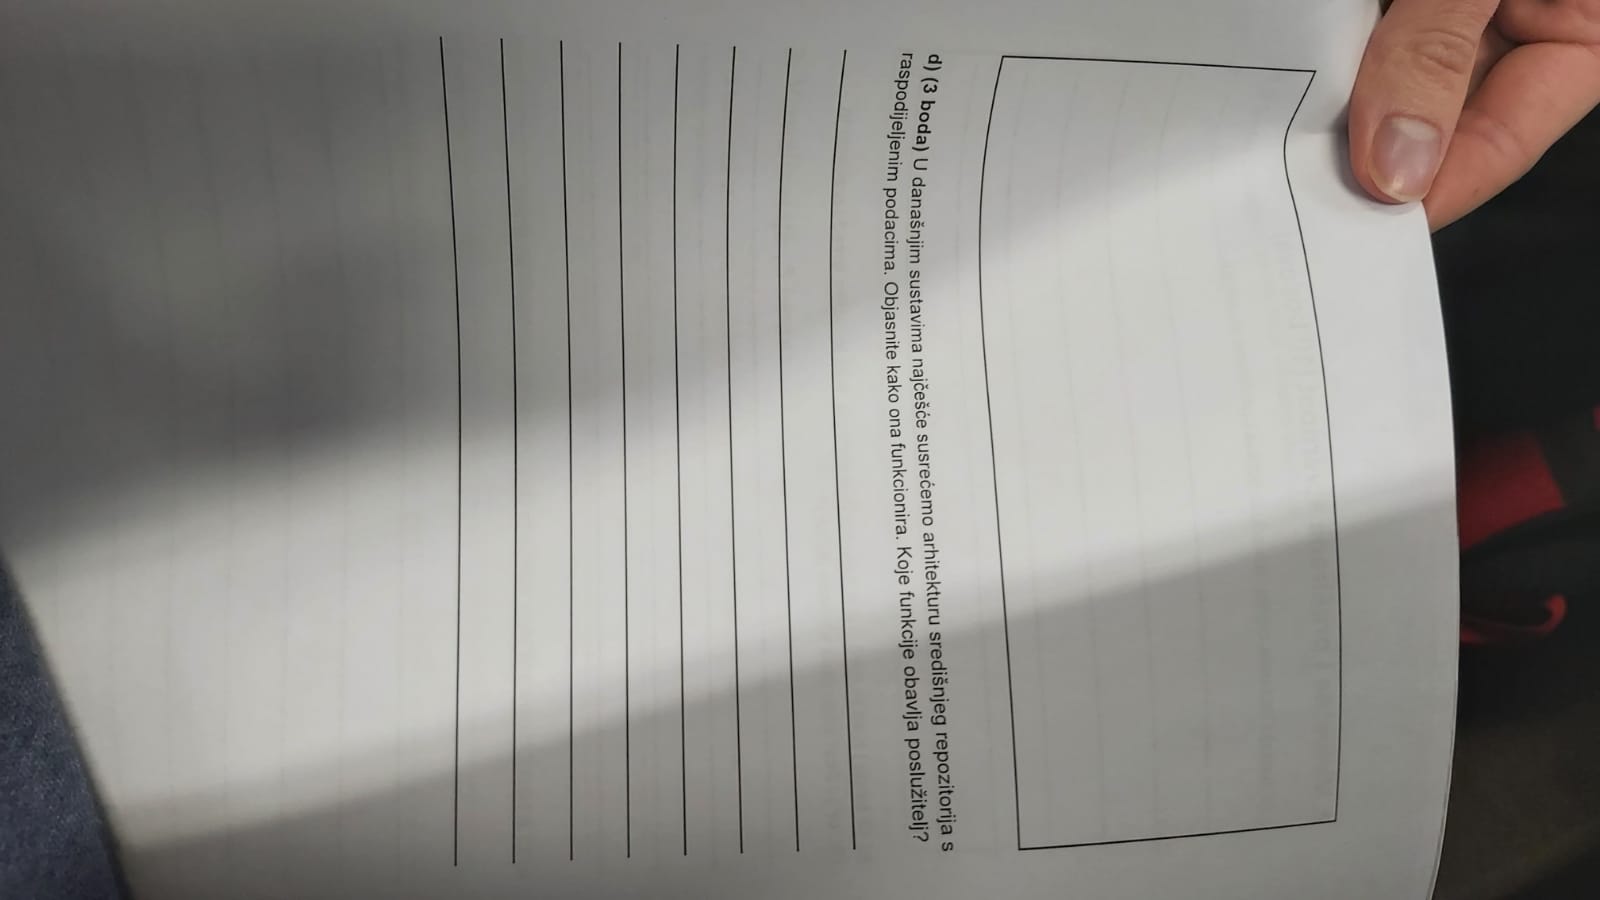 d) (3 boda) U današnjim sustavima najčešće susrećemo arhitekturu središnjeg repozitorija s
raspodijeljenim podacima. Objasnite kako ona funkcionira. Koje funkcije obavlja poslužitelj?